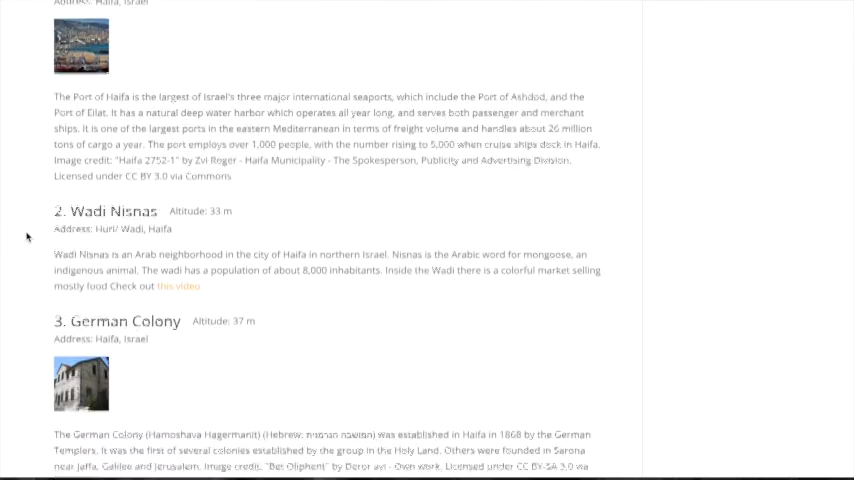 Address: Haifa, Israel
The Port of Haifa is the largest of Israel's three major international seaports, which include the Port of Ashdod, and the
Port of Eilat. It has a natural deep water harbor which operates all year long, and serves both passenger and merchant
ships. It is one of the largest ports in the eastern Mediterranean in terms of freight volume and handles about 26 million
tons of cargo a year. The port employs over 1,000 people, with the number rising to 5,000 when cruise ships dock in Haifa.
Image credit: "Haifa 2752-1" by Zvi Roger - Haifa Municipality - The Spokesperson, Publicity and Advertising Division.
Licensed under CC BY 3.0 via Commons
2. Wadi Nisnas Altitude: 33 m
Address: Huri/ Wadi, Haifa
Wadi Nisnas is an Arab neighborhood in the city of Haifa in northern Israel. Nisnas is the Arabic word for mongoose, an
indigenous animal. The wadi has a population of about 8,000 inhabitants. Inside the Wadi there is a colorful market selling
mostly food Check out this video
3. German Colony Altitude: 37 m
Address: Haifa, Israel
The German Colony (Hamoshava Hagermanit) (Hebrew: המושבה הגרמנית) was established in Haifa in 1868 by the German
Templers. It was the first of several colonies established by the group in the Holy Land. Others were founded in Sarona
near Jaffa, Galilee and Jerusalem. Image credit: "Bet Oliphent" by Deror avi - Own work. Licensed under CC BY-SA 3.0 via